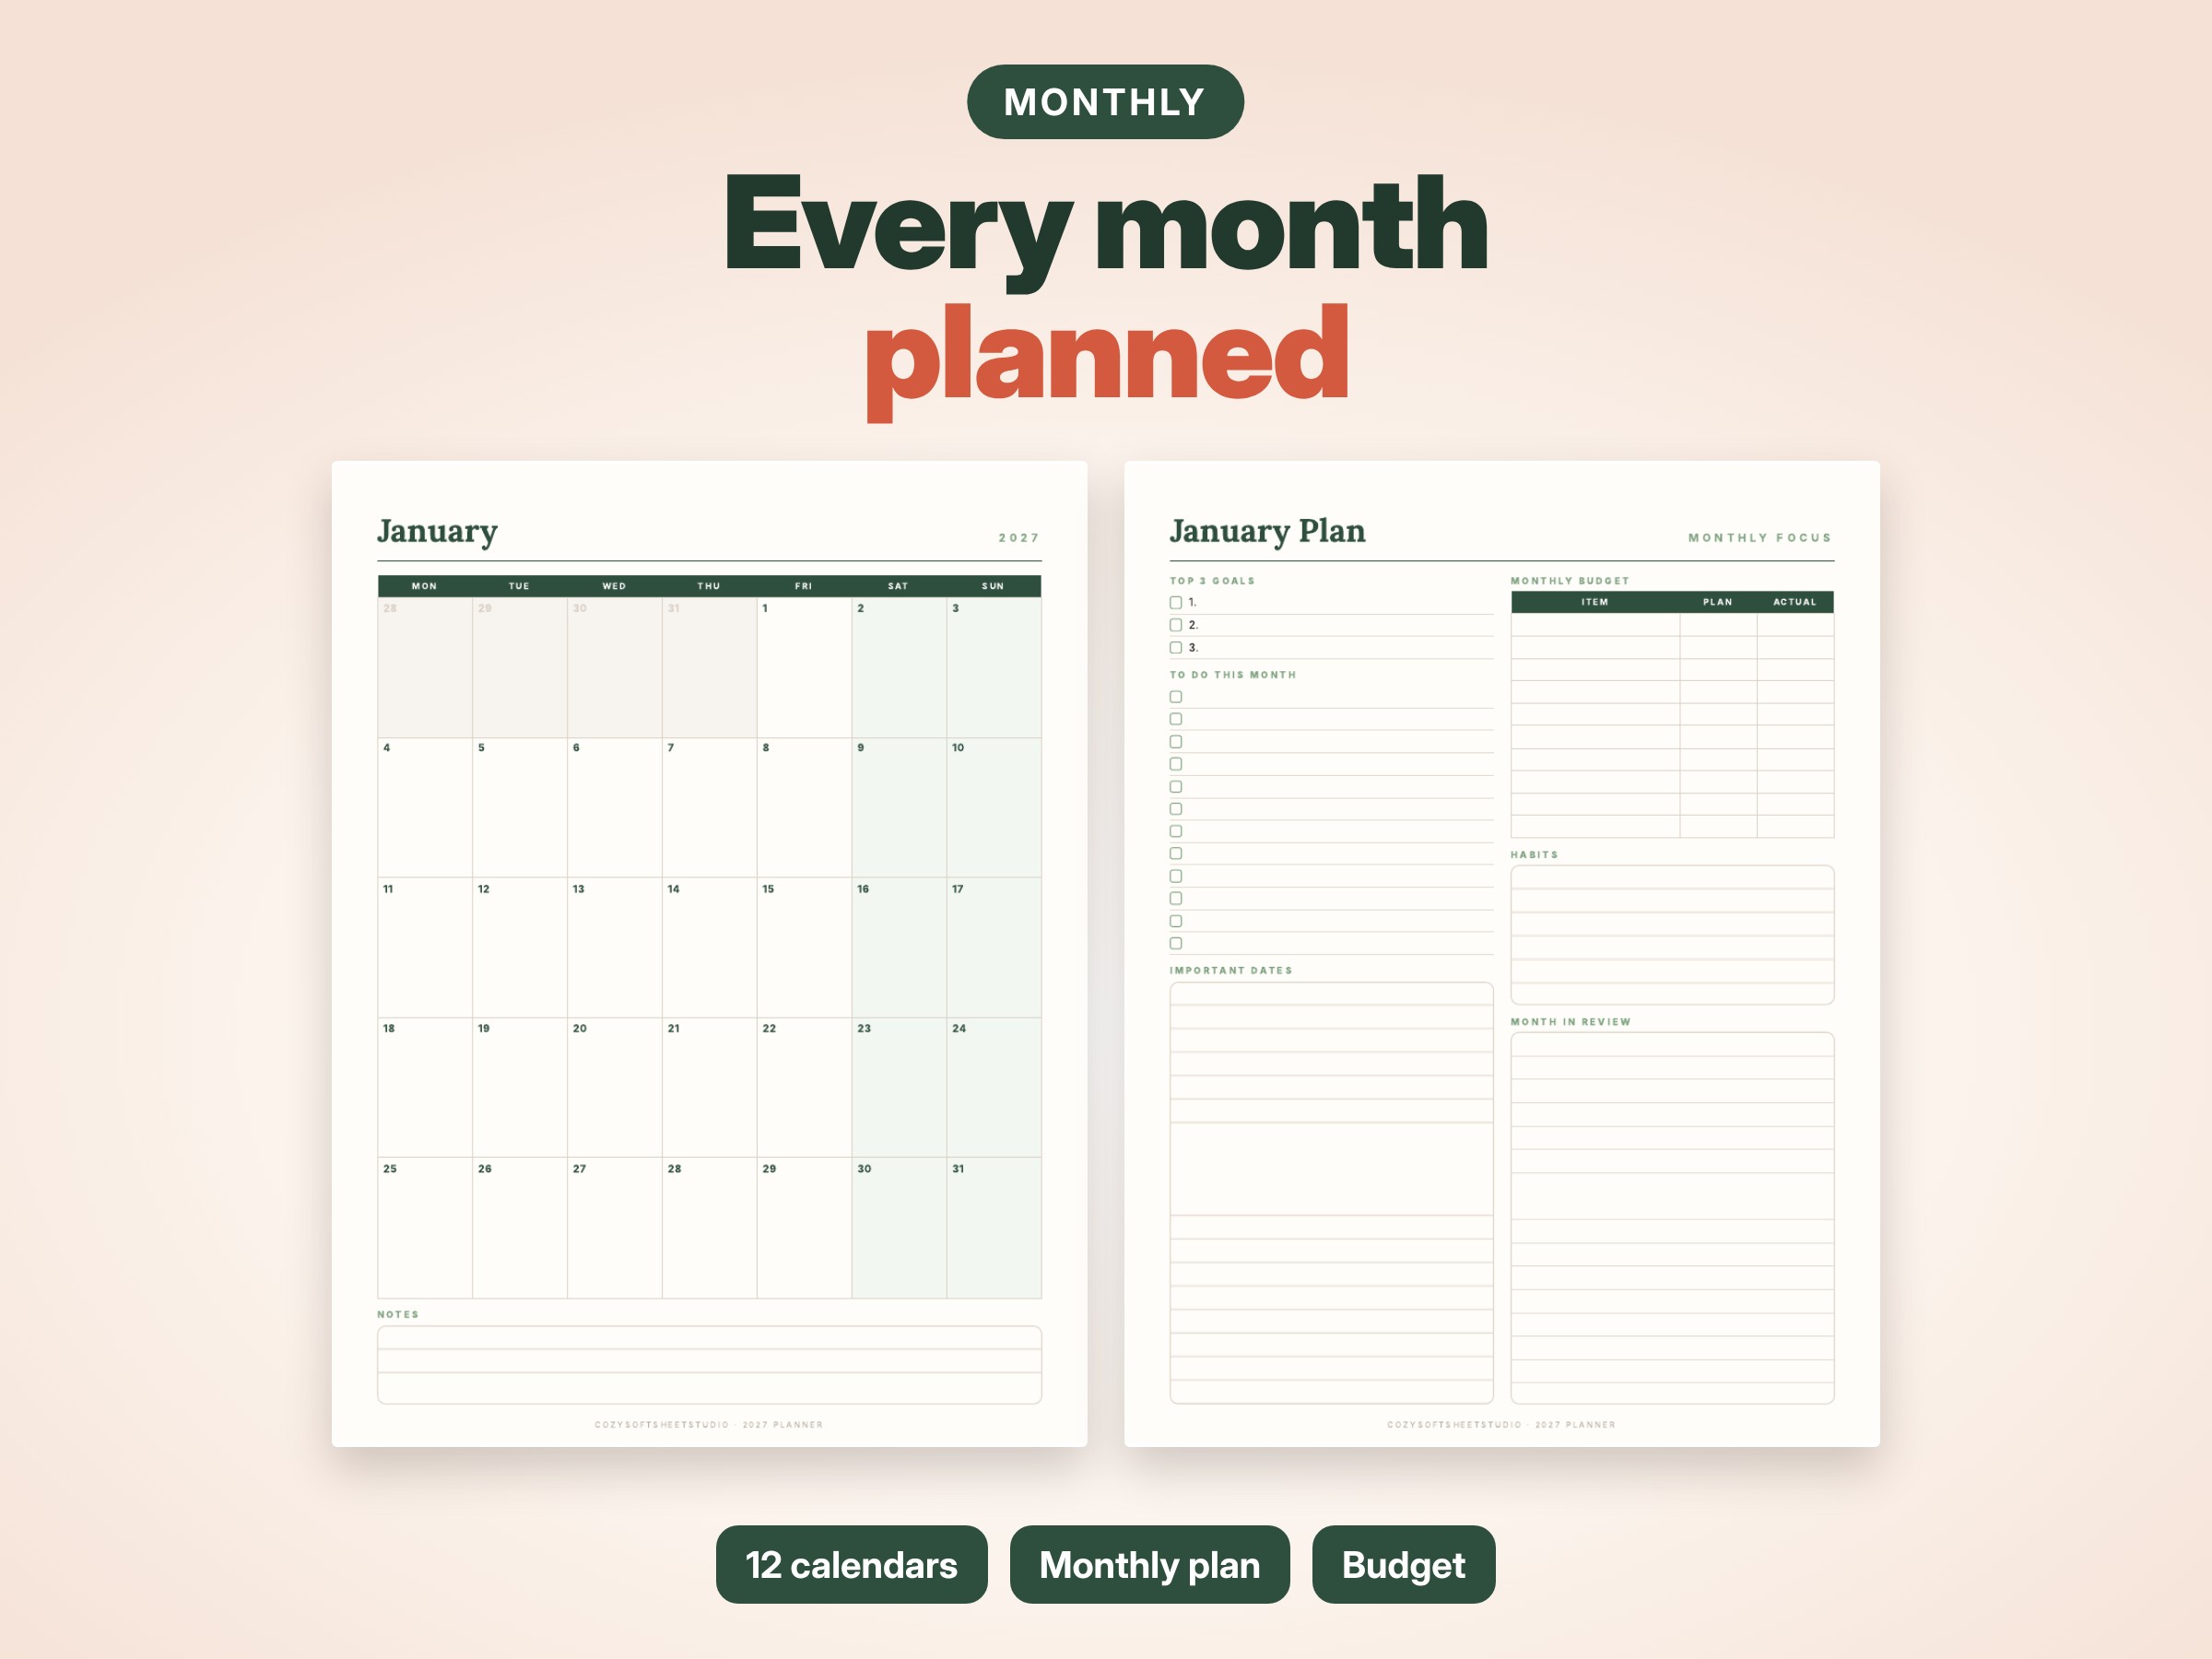 MONTHLY
Every month
planned
January
2027
MON TUE WED THU FRI SAT SUN
28 29 30 31 1 2 3
4 5 6 7 8 9 10
11 12 13 14 15 16 17
18 19 20 21 22 23 24
25 26 27 28 29 30 31
NOTES
COZYSOFTSHEETSTUDIO · 2027 PLANNER
January Plan
MONTHLY FOCUS
TOP 3 GOALS
1.
2.
3.
TO DO THIS MONTH
IMPORTANT DATES
MONTHLY BUDGET
ITEM PLAN ACTUAL
HABITS
MONTH IN REVIEW
COZYSOFTSHEETSTUDIO · 2027 PLANNER
12 calendars
Monthly plan
Budget